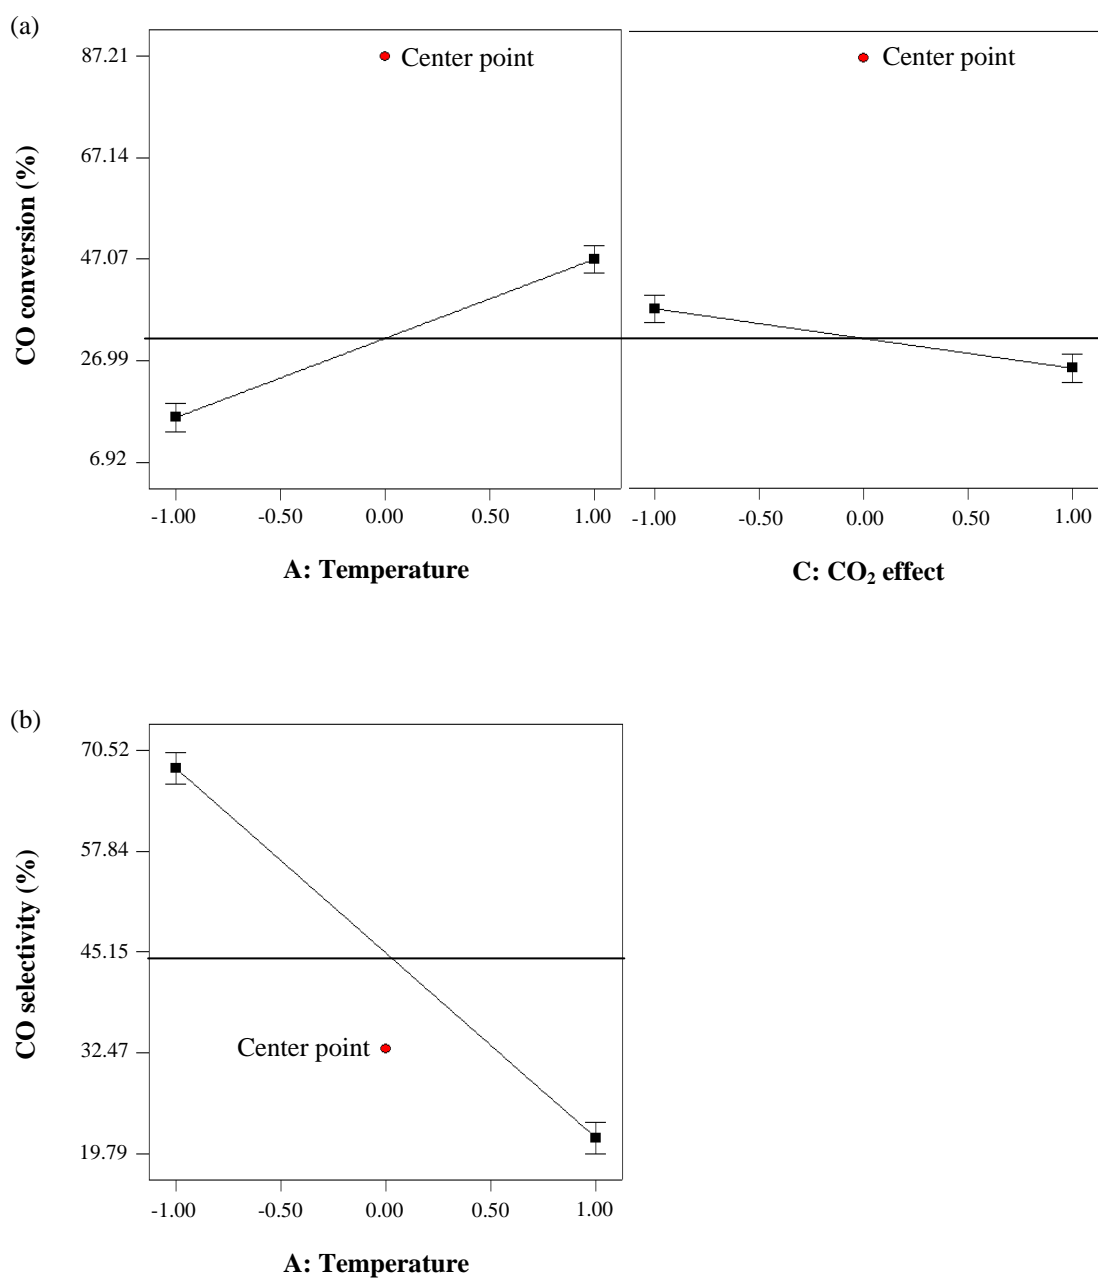 (a)
87.21
67.14
47.07
26.99
6.92
CO conversion (%)
Center point
-1.00 -0.50 0.00 0.50 1.00
A: Temperature
Center point
-1.00 -0.50 0.00 0.50 1.00
C: CO₂ effect
(b)
70.52
57.84
45.15
32.47
19.79
CO selectivity (%)
Center point
-1.00 -0.50 0.00 0.50 1.00
A: Temperature